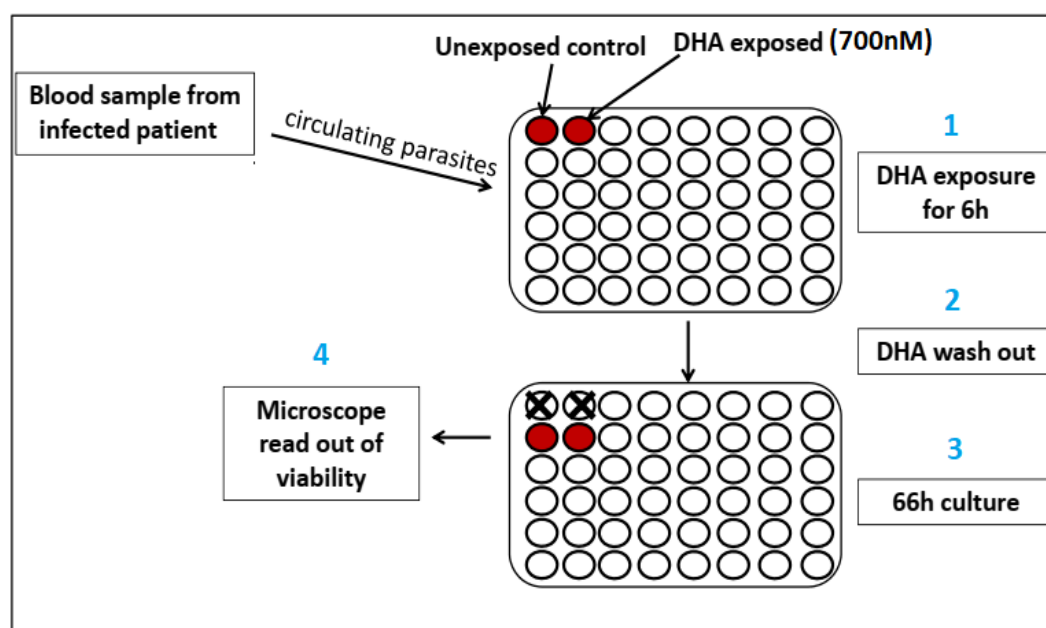 Unexposed control
DHA exposed (700nM)
Blood sample from
infected patient
circulating parasites
1
DHA exposure
for 6h
2
DHA wash out
4
Microscope
read out of
viability
3
66h culture